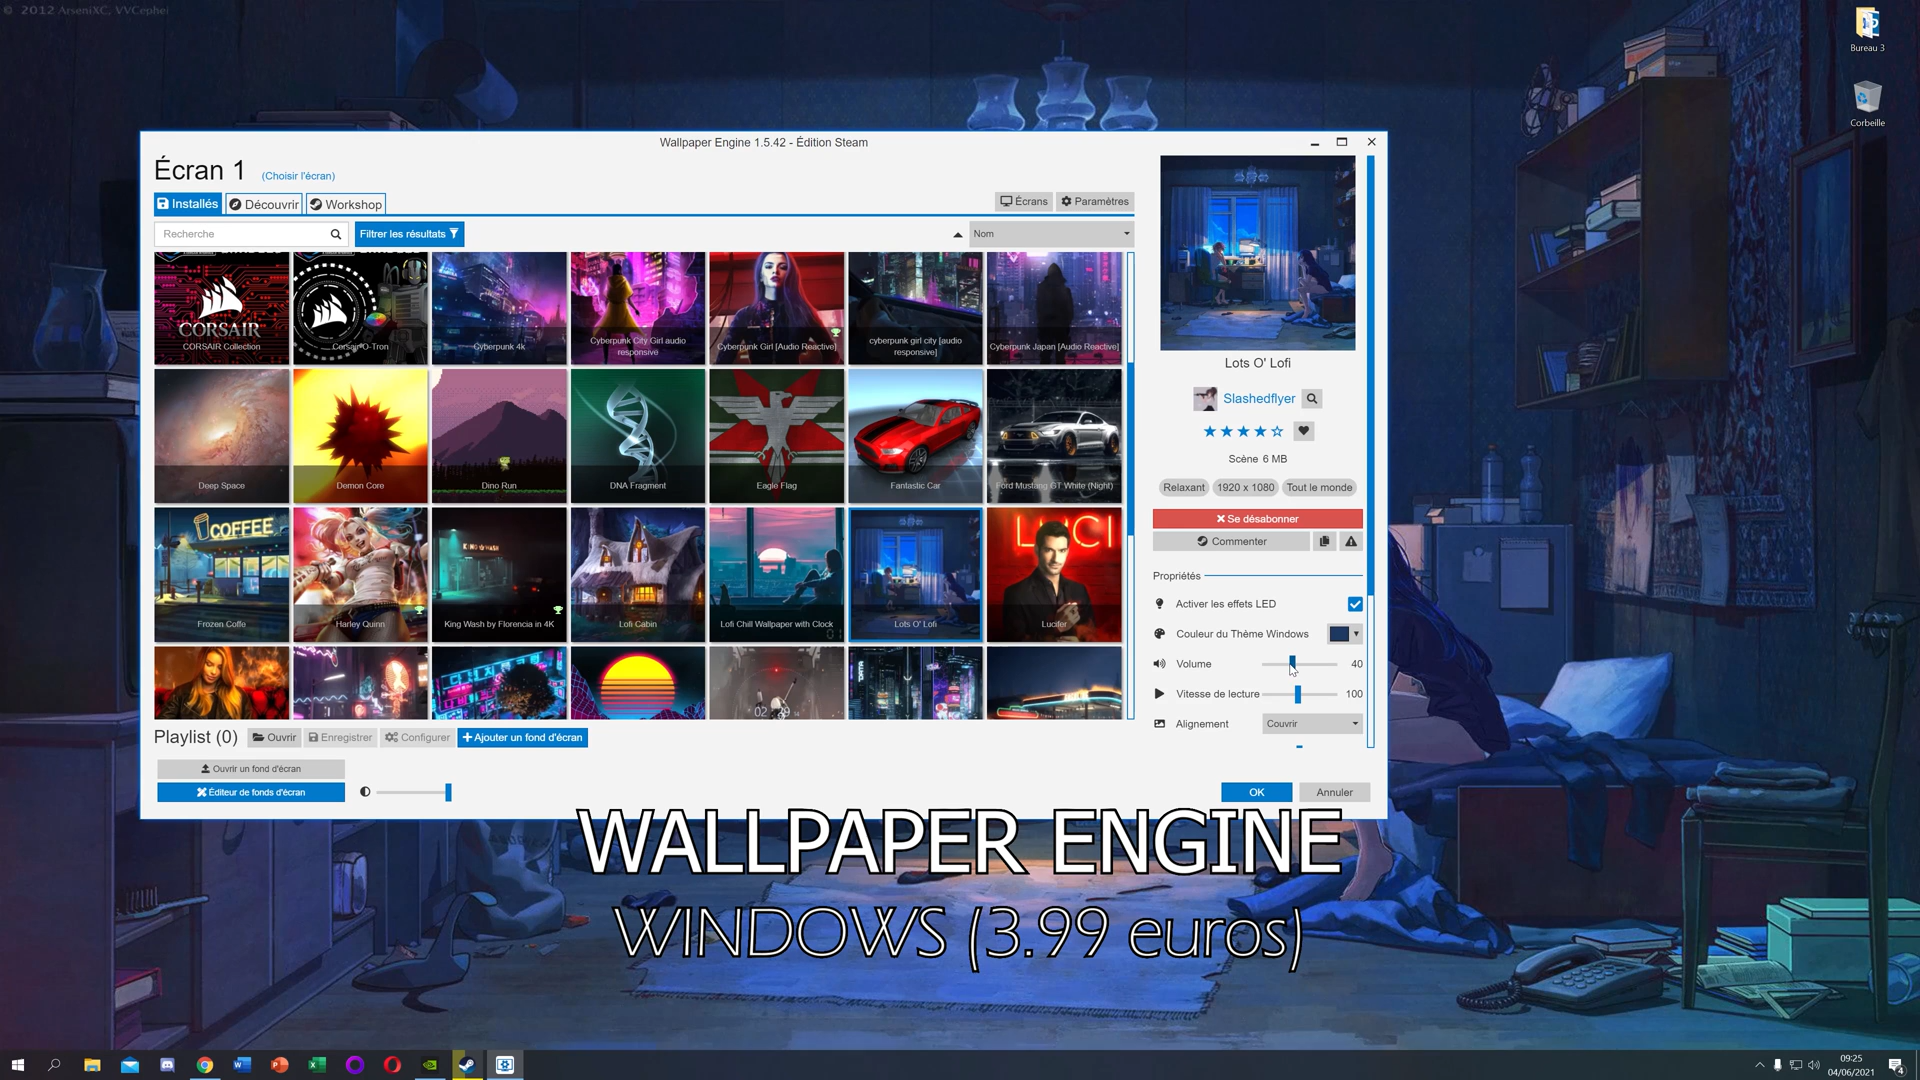 © 2012 ArseniXC, VVCephei
Bureau 3
Corbeille
Wallpaper Engine 1.5.42 - Édition Steam
Écran 1 (Choisir l'écran)
Installés Découvrir Workshop
Écrans Paramètres
Recherche Filtrer les résultats Nom
CORSAIR
CORSAIR Collection
Corsair-O-Tron
Cyberpunk 4k
Cyberpunk City Girl audio responsive
Cyberpunk Girl [Audio Reactive]
cyberpunk girl city [audio responsive]
Cyberpunk Japan [Audio Reactive]
Deep Space
Demon Core
Dino Run
DNA Fragment
Eagle Flag
Fantastic Car
Ford Mustang GT White (Night)
COFFEE
Frozen Coffe
Harley Quinn
King Wash by Florencia in 4K
Lofi Cabin
Lofi Chill Wallpaper with Clock
Lots O' Lofi
LUCI
Lucifer
Lots O' Lofi
Slashedflyer
Scène 6 MB
Relaxant 1920 x 1080 Tout le monde
Se désabonner
Commenter
Propriétés
Activer les effets LED
Couleur du Thème Windows
Volume 40
Vitesse de lecture 100
Alignement Couvrir
Playlist (0) Ouvrir Enregistrer Configurer Ajouter un fond d'écran
Ouvrir un fond d'écran
Éditeur de fonds d'écran
OK Annuler
WALLPAPER ENGINE
WINDOWS (3.99 euros)
09:25
04/06/2021
4